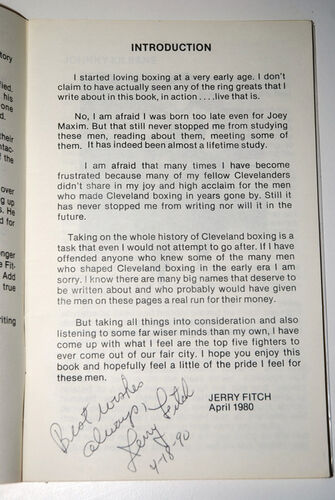 INTRODUCTION
I started loving boxing at a very early age. I don't
claim to have actually seen any of the ring greats that I
write about in this book, in action . . . . live that is.
No, I am afraid I was born too late even for Joey
Maxim. But that still never stopped me from studying
these men, reading about them, meeting some of
them. It has indeed been almost a lifetime study.
I am afraid that many times I have become
frustrated because many of my fellow Clevelanders
didn't share in my joy and high acclaim for the men
who made Cleveland boxing in years gone by. Still it
has never stopped me from writing nor will it in the
future.
Taking on the whole history of Cleveland boxing is a
task that even I would not attempt to go after. If I have
offended anyone who knew some of the many men
who shaped Cleveland boxing in the early era I am
sorry. I know there are many big names that deserve to
be written about and who probably would have given
the men on these pages a real run for their money.
But taking all things into consideration and also
listening to some far wiser minds than my own, I have
come up with what I feel are the top five fighters to
ever come out of our fair city. I hope you enjoy this
book and hopefully feel a little of the pride I feel for
these men.
JERRY FITCH
April 1980
Best Wishes
always,
Jerry Fitch
4-18-90